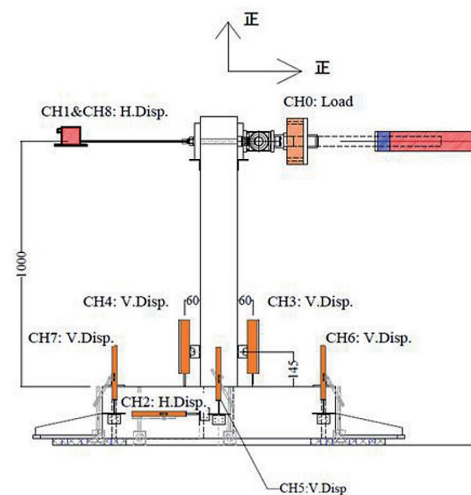 正
正
CH1&CH8: H.Disp.
CH0: Load
1000
CH4: V.Disp.
60
60
CH3: V.Disp.
CH7: V.Disp.
CH6: V.Disp.
145
CH2: H.Disp.
CH5:V.Disp